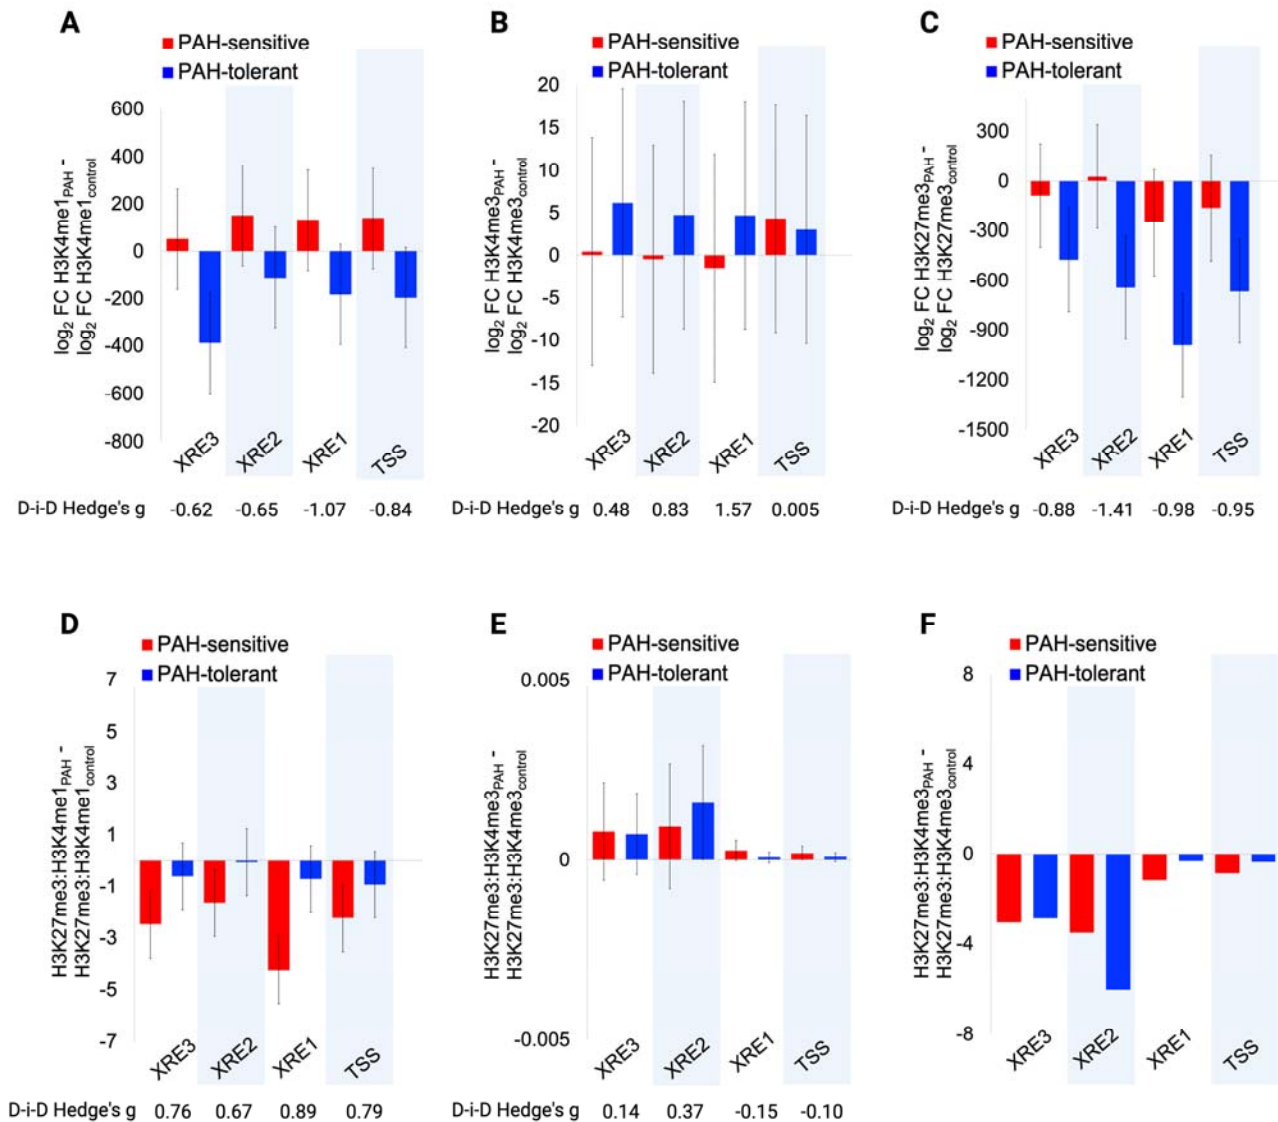 A
PAH-sensitive
PAH-tolerant
log2 FC H3K4me1PAH -
log2 FC H3K4me1control
600
400
200
0
-200
-400
-600
-800
XRE3 XRE2 XRE1 TSS
D-i-D Hedge's g -0.62 -0.65 -1.07 -0.84
B
PAH-sensitive
PAH-tolerant
log2 FC H3K4me3PAH -
log2 FC H3K4me3control
20
15
10
5
0
-5
-10
-15
-20
XRE3 XRE2 XRE1 TSS
D-i-D Hedge's g 0.48 0.83 1.57 0.005
C
PAH-sensitive
PAH-tolerant
log2 FC H3K27me3PAH -
log2 FC H3K27me3control
300
0
-300
-600
-900
-1200
-1500
XRE3 XRE2 XRE1 TSS
D-i-D Hedge's g -0.88 -1.41 -0.98 -0.95
D
PAH-sensitive
PAH-tolerant
H3K27me3:H3K4me1PAH -
H3K27me3:H3K4me1control
7
5
3
1
-1
-3
-5
-7
XRE3 XRE2 XRE1 TSS
D-i-D Hedge's g 0.76 0.67 0.89 0.79
E
PAH-sensitive
PAH-tolerant
H3K27me3:H3K4me3PAH -
H3K27me3:H3K4me3control
0.005
0
-0.005
XRE3 XRE2 XRE1 TSS
D-i-D Hedge's g 0.14 0.37 -0.15 -0.10
F
PAH-sensitive
PAH-tolerant
H3K27me3:H3K4me3PAH -
H3K27me3:H3K4me3control
8
4
0
-4
-8
XRE3 XRE2 XRE1 TSS